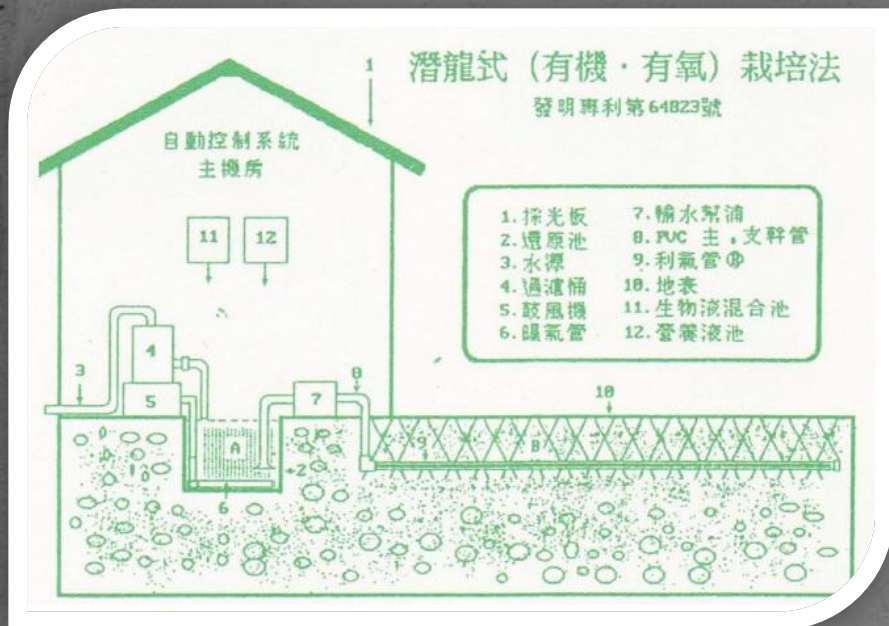 潛龍式（有機・有氧）栽培法
發明專利第64823號
1
自動控制系統
主機房
11
12
1.採光板
2.還原池
3.水源
4.過濾桶
5.鼓風機
6.曝氣管
7.輸水幫浦
8.PVC 主，支幹管
9.利氣管®
10.地表
11.生物液混合池
12.營養液池
3
4
5
7
8
10
A
2
9
B
6